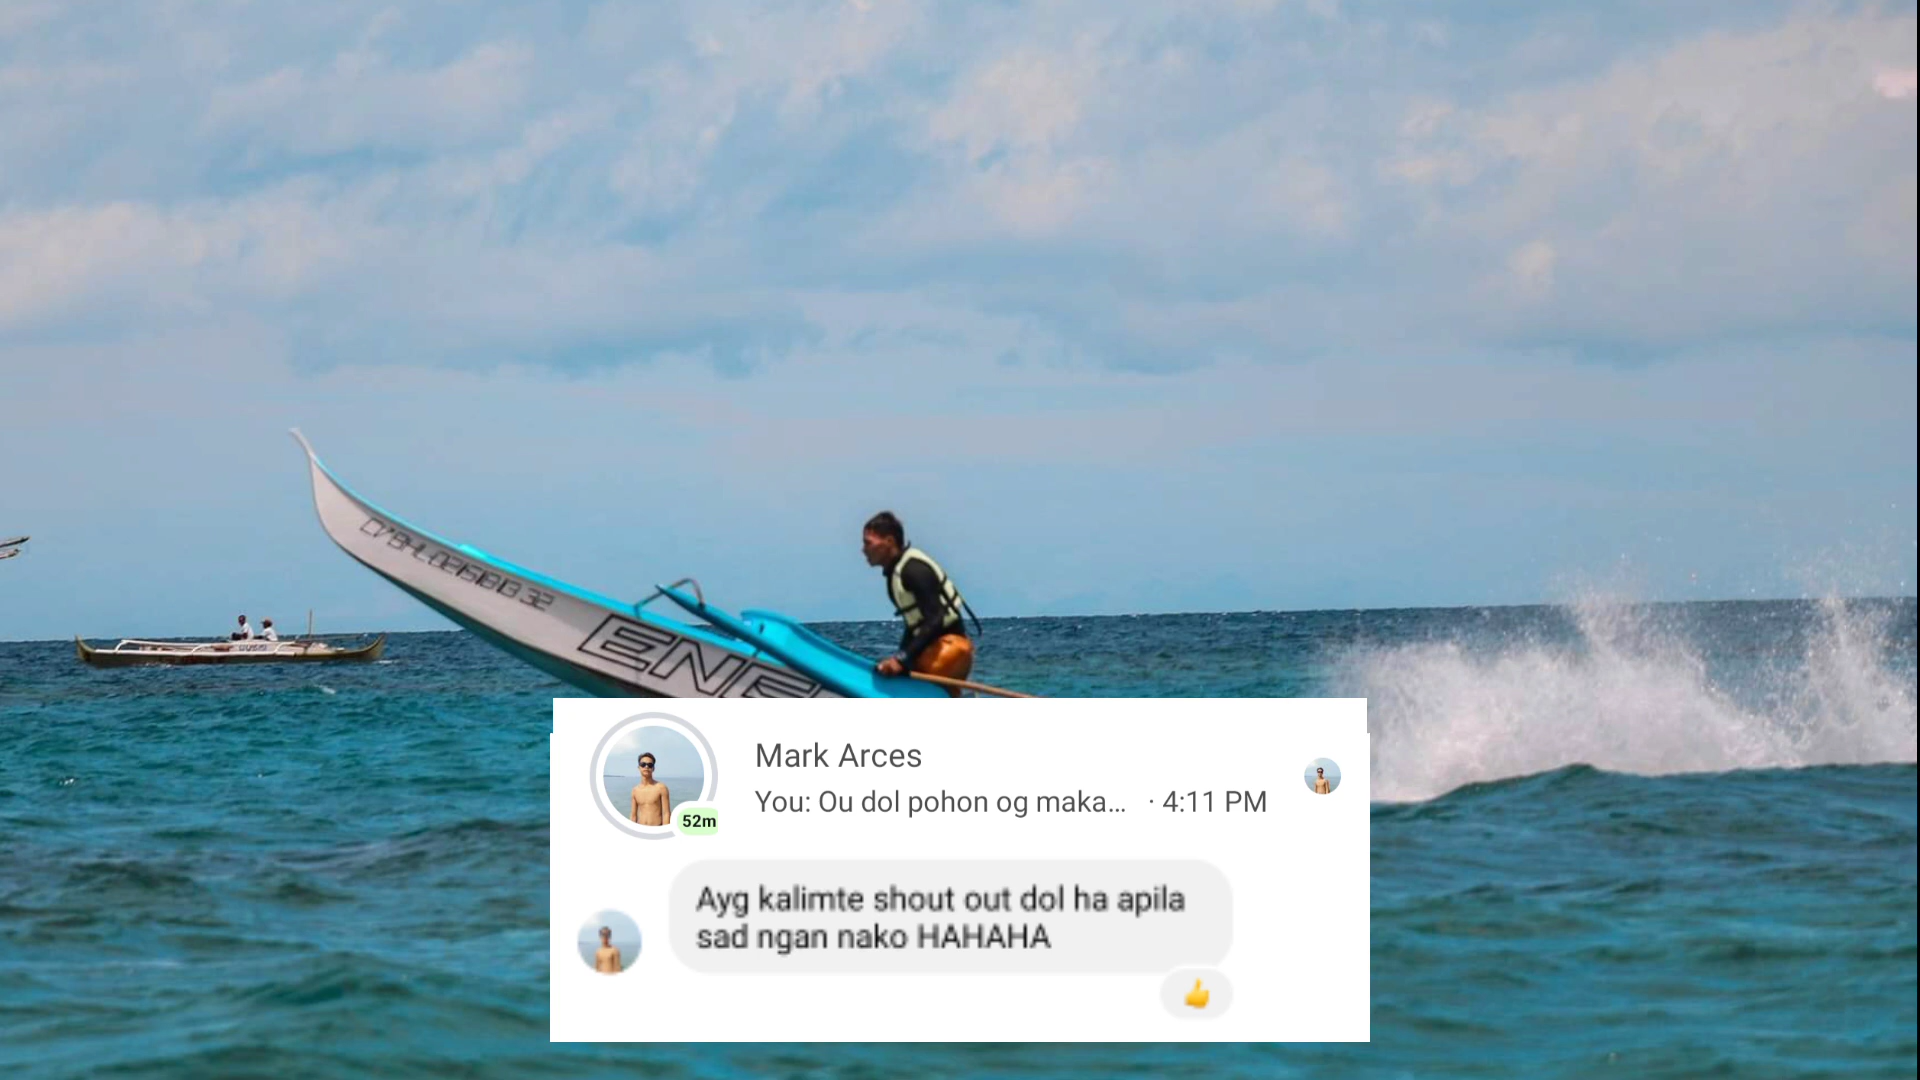 ENE
Mark Arces
You: Ou dol pohon og maka... · 4:11 PM
52m
Ayg kalimte shout out dol ha apila
sad ngan nako HAHAHA